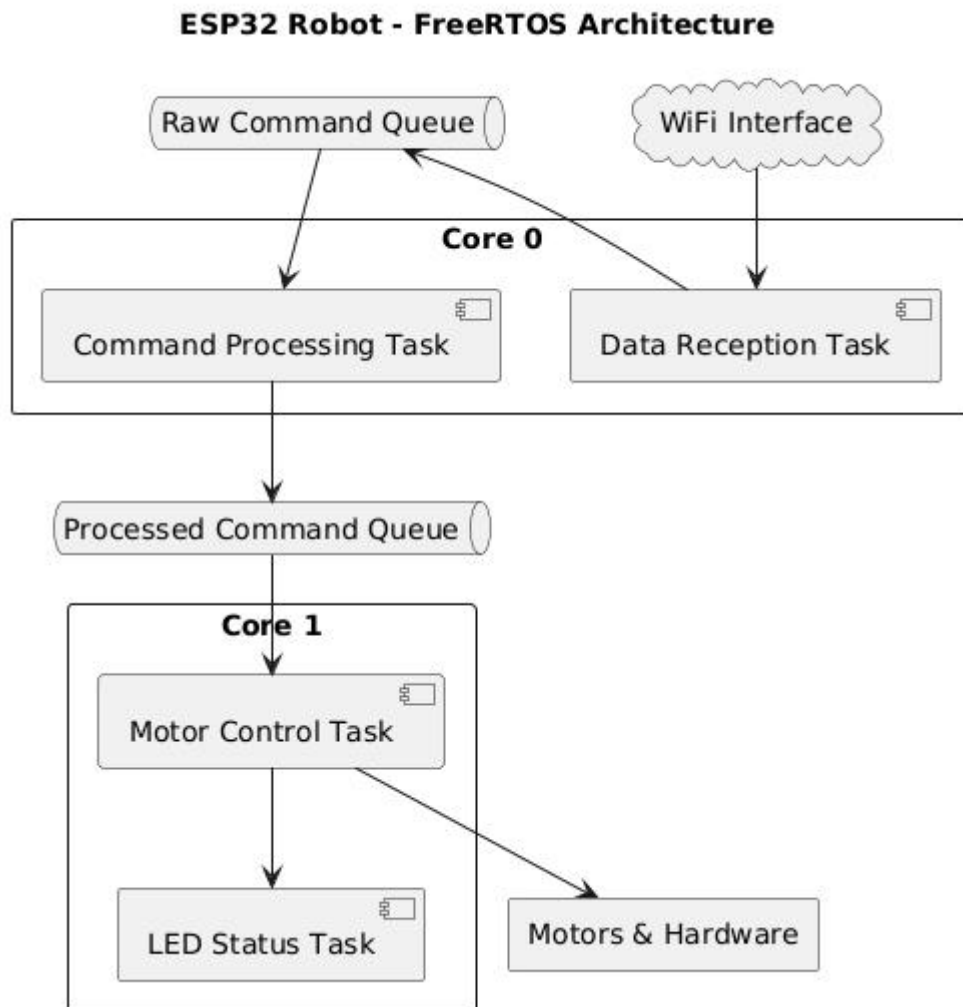 ESP32 Robot - FreeRTOS Architecture
Raw Command Queue
WiFi Interface
Core 0
Command Processing Task
Data Reception Task
Processed Command Queue
Core 1
Motor Control Task
LED Status Task
Motors & Hardware